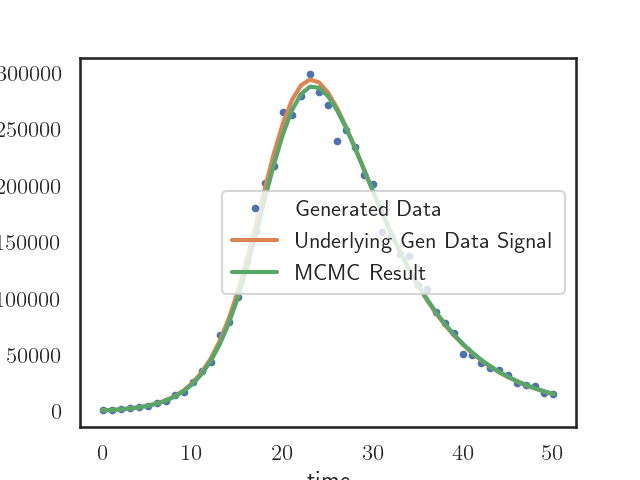 300000
250000
200000
150000
100000
50000
0
Generated Data
Underlying Gen Data Signal
MCMC Result
0 10 20 30 40 50
time